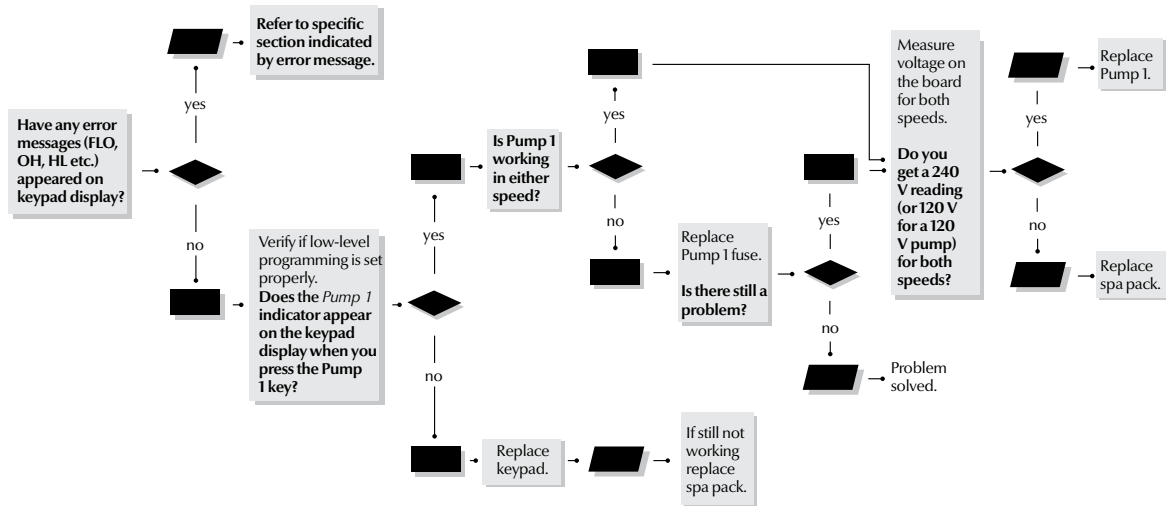 Have any error
messages (FLO,
OH, HL etc.)
appeared on
keypad display?
yes
Refer to specific
section indicated
by error message.
no
Verify if low-level
programming is set
properly.
Does the Pump 1
indicator appear
on the keypad
display when you
press the Pump
1 key?
yes
Is Pump 1
working
in either
speed?
yes
no
Replace
Pump 1 fuse.
Is there still a
problem?
yes
no
Problem
solved.
Measure
voltage on
the board
for both
speeds.
Do you
get a 240
V reading
(or 120 V
for a 120
V pump)
for both
speeds?
yes
Replace
Pump 1.
no
Replace
spa pack.
no
Replace
keypad.
If still not
working
replace
spa pack.